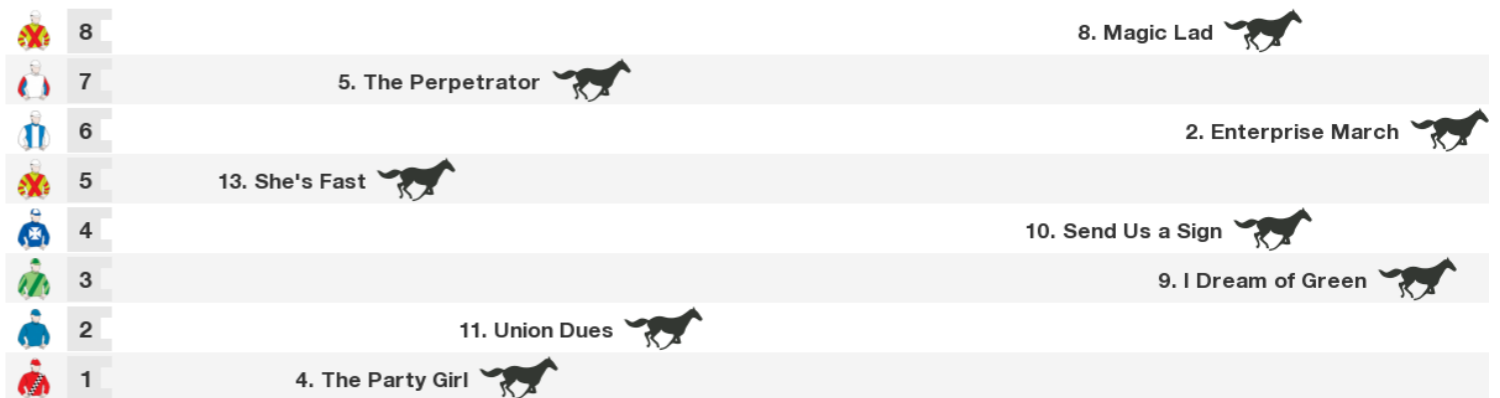 8 8. Magic Lad
7 5. The Perpetrator
6 2. Enterprise March
5 13. She's Fast
4 10. Send Us a Sign
3 9. I Dream of Green
2 11. Union Dues
1 4. The Party Girl